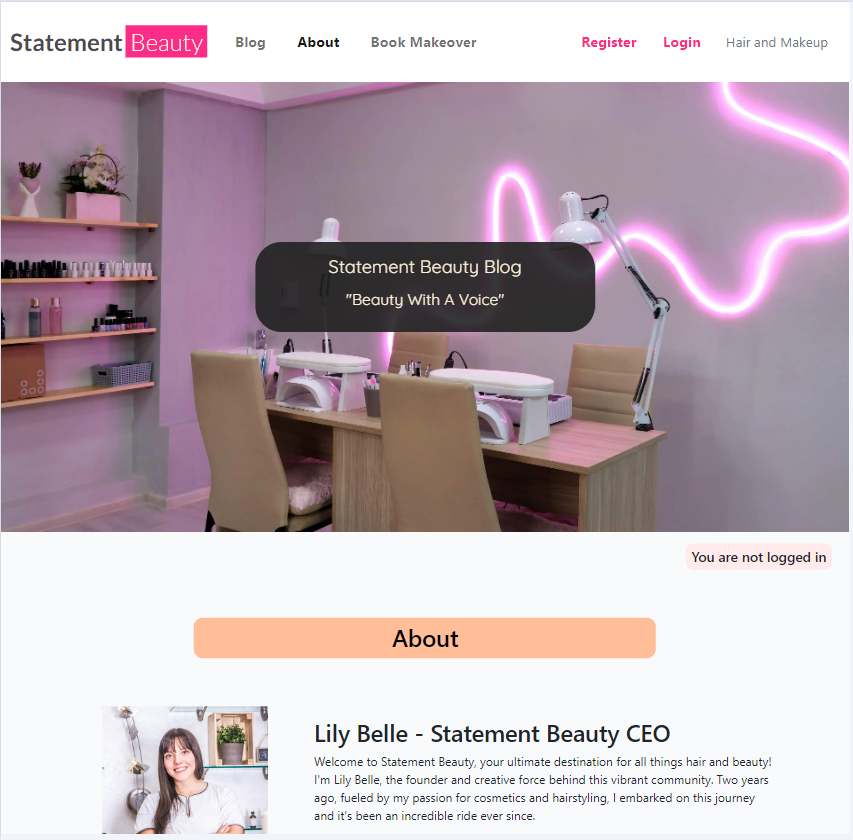 Statement Beauty Blog About Book Makeover Register Login Hair and Makeup
Statement Beauty Blog
"Beauty With A Voice"
You are not logged in
About
Lily Belle - Statement Beauty CEO
Welcome to Statement Beauty, your ultimate destination for all things hair and beauty!
I'm Lily Belle, the founder and creative force behind this vibrant community. Two years
ago, fueled by my passion for cosmetics and hairstyling, I embarked on this journey
and it's been an incredible ride ever since.